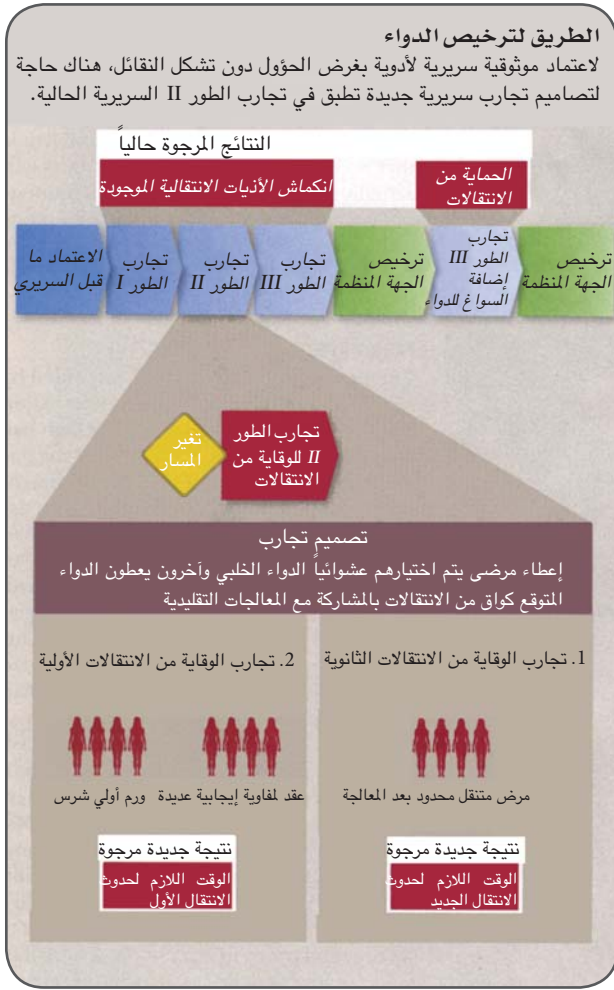 الطريق لترخيص الدواء
لاعتماد موثوقية سريرية لأدوية بغرض الحؤول دون تشكل النقائل، هناك حاجة
لتصاميم تجارب سريرية جديدة تطبق في تجارب الطور II السريرية الحالية.
النتائج المرجوة حالياً
انكماش الأذيات الانتقالية الموجودة
الحماية من
الانتقالات
الاعتماد ما
قبل السريري
تجارب
الطور I
تجارب
الطور II
تجارب
الطور III
ترخيص
الجهة المنظمة
تجارب
الطور III
إضافة
السواغ للدواء
ترخيص
الجهة المنظمة
تغير
المسار
تجارب الطور
II للوقاية من
الانتقالات
تصميم تجارب
إعطاء مرضى يتم اختيارهم عشوائياً الدواء الخلبي وآخرون يعطون الدواء
المتوقع كواق من الانتقالات بالمشاركة مع المعالجات التقليدية
1. تجارب الوقاية من الانتقالات الثانوية
مرض متنقل محدود بعد المعالجة
نتيجة جديدة مرجوة
الوقت اللازم لحدوث
الانتقال الجديد
2. تجارب الوقاية من الانتقالات الأولية
عقد لمفاوية إيجابية عديدة
ورم أولي شرس
نتيجة جديدة مرجوة
الوقت اللازم لحدوث
الانتقال الأول